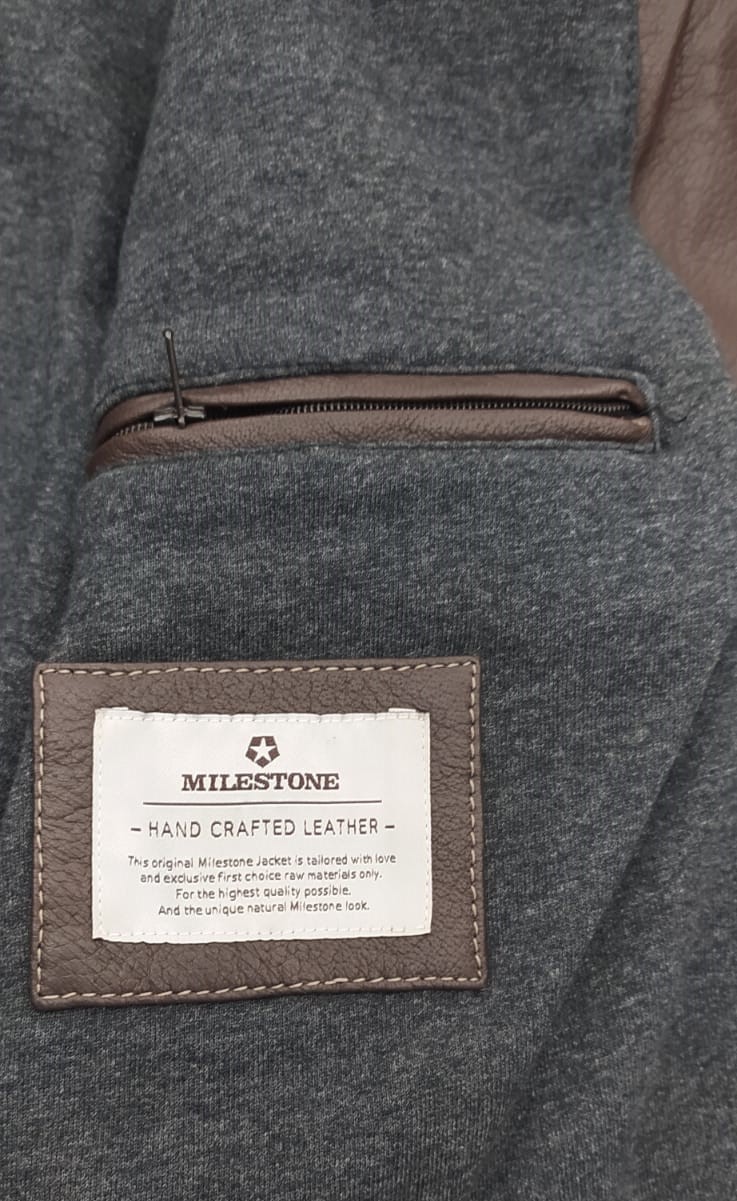 MILESTONE
– HAND CRAFTED LEATHER –
This original Milestone Jacket is tailored with love
and exclusive first choice raw materials only.
For the highest quality possible.
And the unique natural Milestone look.